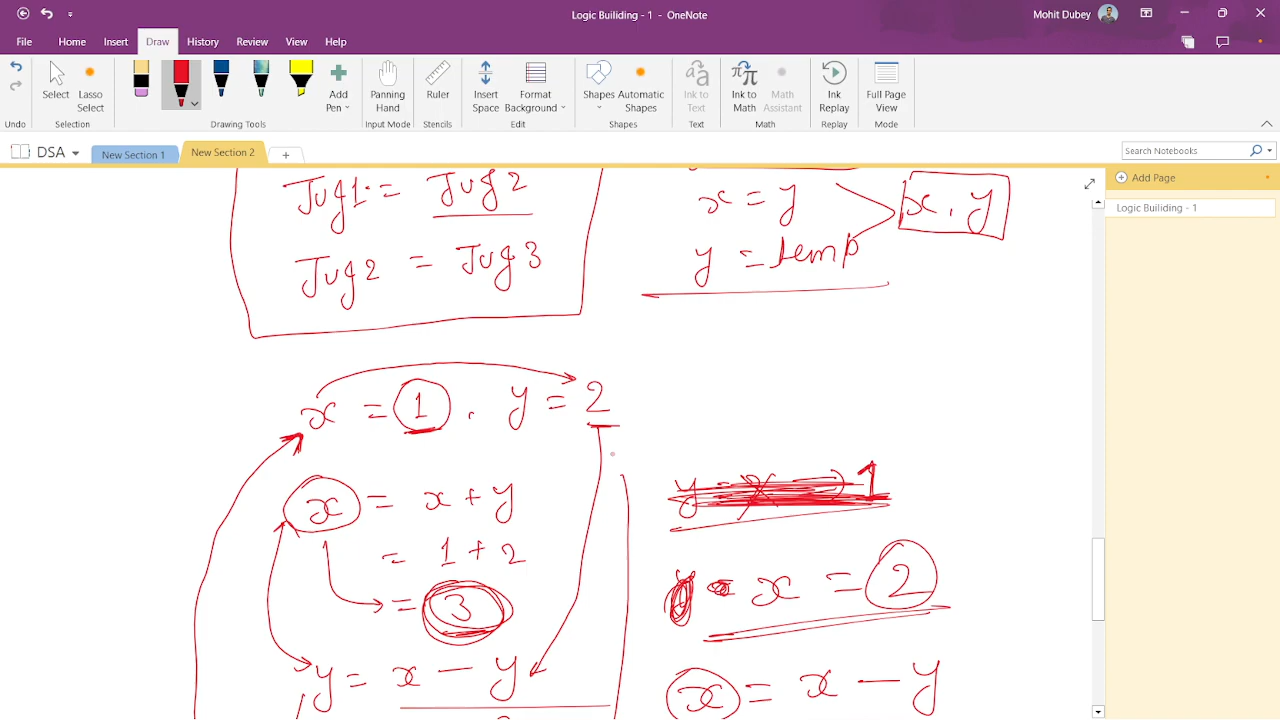 Logic Building - 1 - OneNote
Mohit Dubey
File Home Insert Draw History Review View Help
Undo
Select
Lasso Select
Selection
Add Pen
Drawing Tools
Panning Hand
Input Mode
Ruler
Stencils
Insert Space
Format Background
Edit
Shapes
Automatic Shapes
Shapes
Ink to Text
Text
Ink to Math
Math Assistant
Math
Ink Replay
Replay
Full Page View
Mode
DSA
New Section 1
New Section 2
Search Notebooks
Add Page
Logic Builiding - 1
Jug1 = Jug2
Jug2 = Jug3
x = y
y = temp
x, y
x = 1, y = 2
x = x + y
= 1 + 2
= 3
y = x - y
1
x = 2
x = x - y